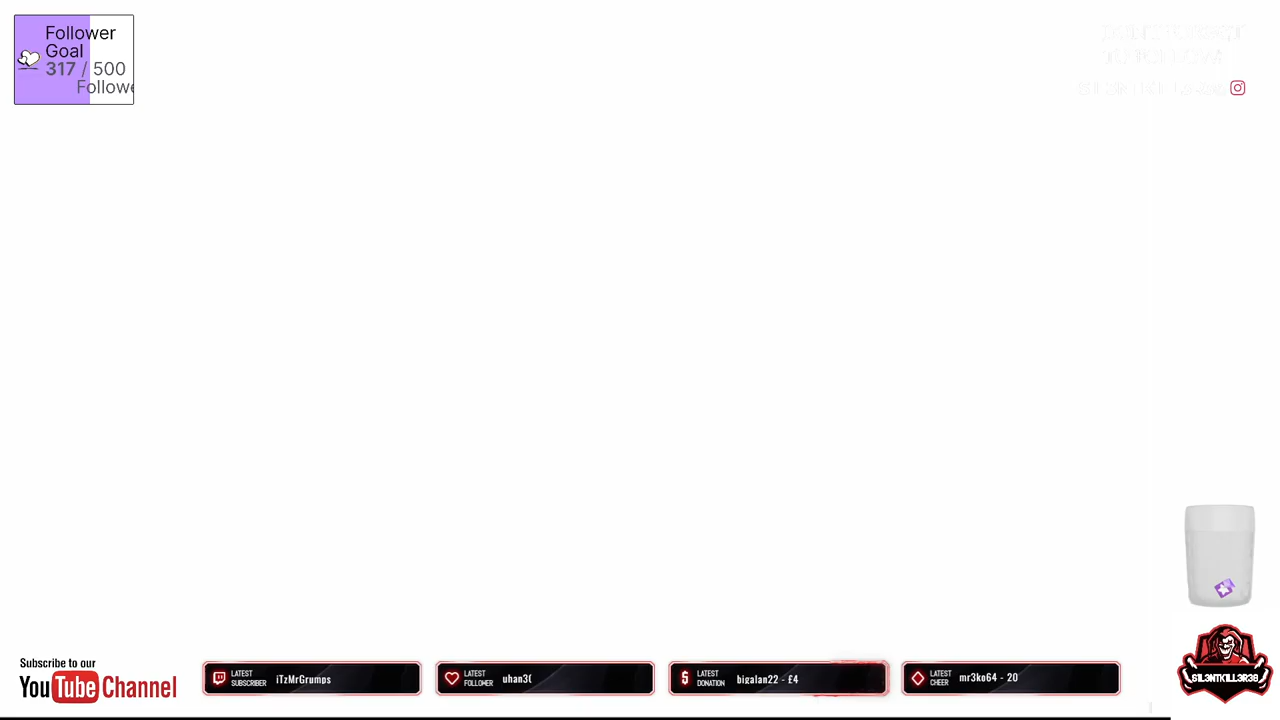 Follower
Goal
317 / 500
Followe
Subscribe to our
YouTube Channel
LATEST
SUBSCRIBER
iTzMrGrumps
LATEST
FOLLOWER
uhan3(
LATEST
DONATION
bigalan22 - £4
LATEST
CHEER
mr3ko64 - 20
S1L3NTK1LL3R36